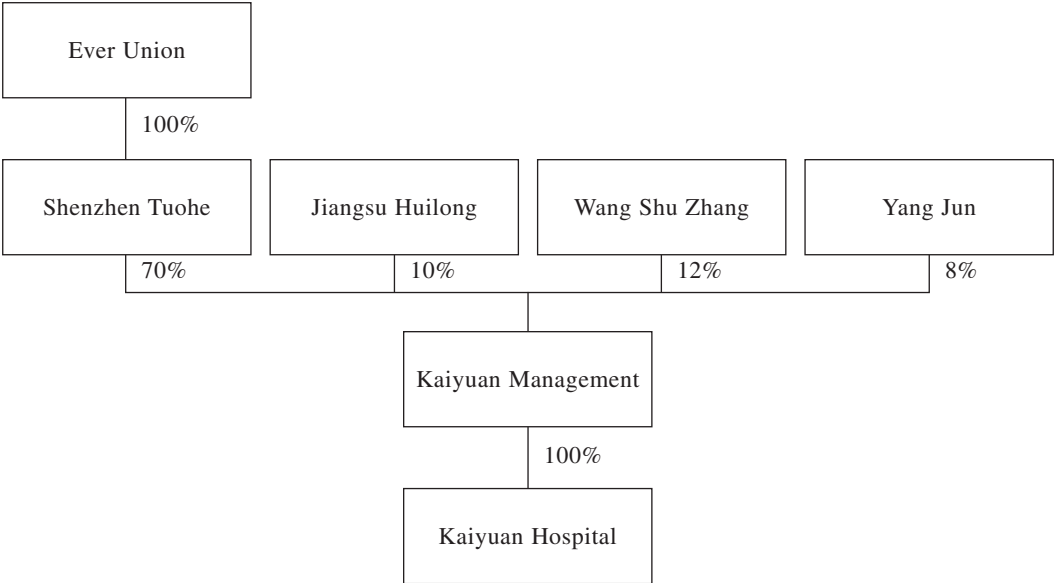 Ever Union
100%
Shenzhen Tuohe
Jiangsu Huilong
Wang Shu Zhang
Yang Jun
70%
10%
12%
8%
Kaiyuan Management
100%
Kaiyuan Hospital